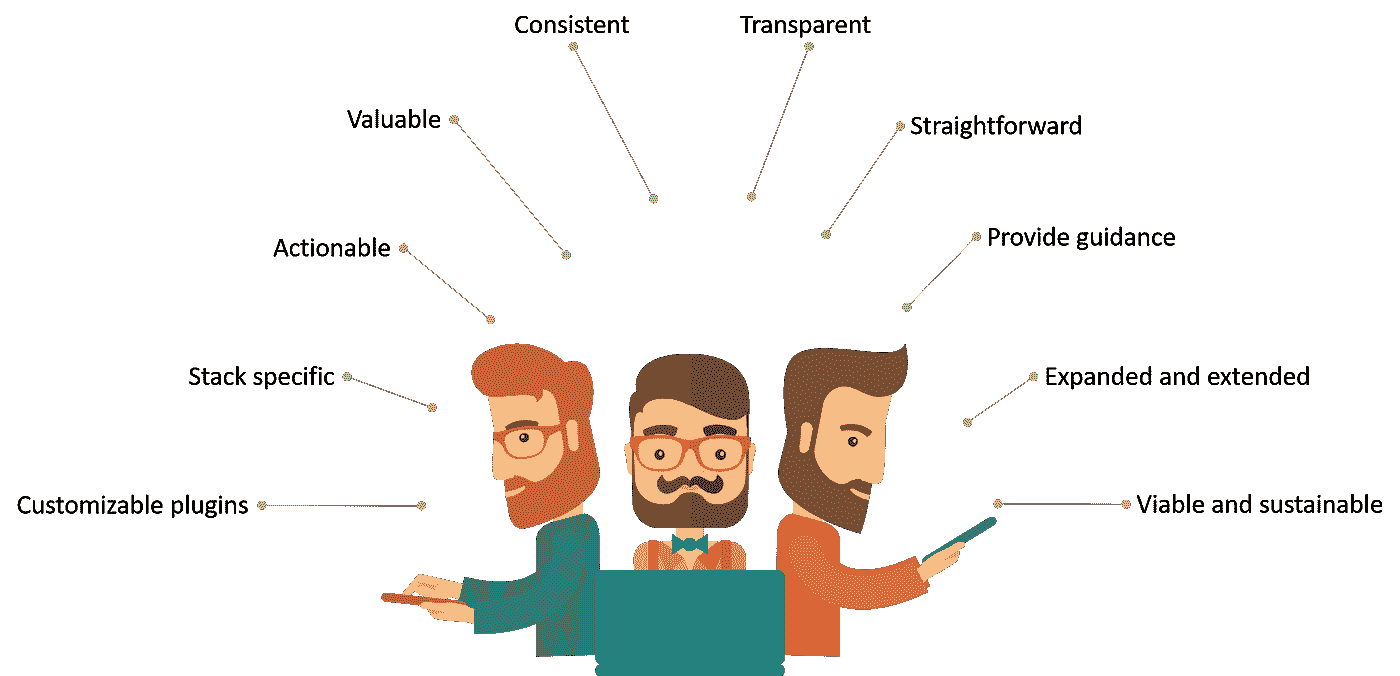 Consistent
Transparent
Valuable
Straightforward
Actionable
Provide guidance
Stack specific
Expanded and extended
Customizable plugins
Viable and sustainable